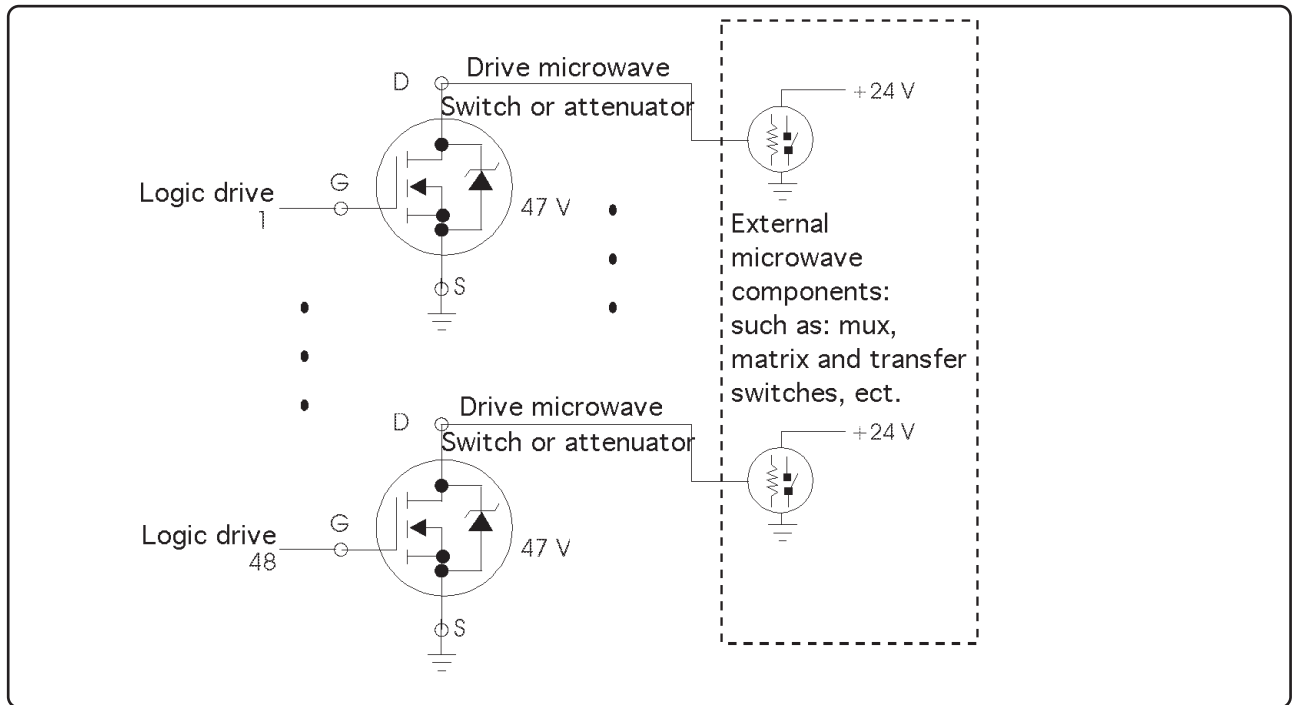 D
Drive microwave
Switch or attenuator
+24 V
G
Logic drive
1
47 V
S
External
microwave
components:
such as: mux,
matrix and transfer
switches, ect.
D
Drive microwave
Switch or attenuator
+24 V
G
Logic drive
48
47 V
S